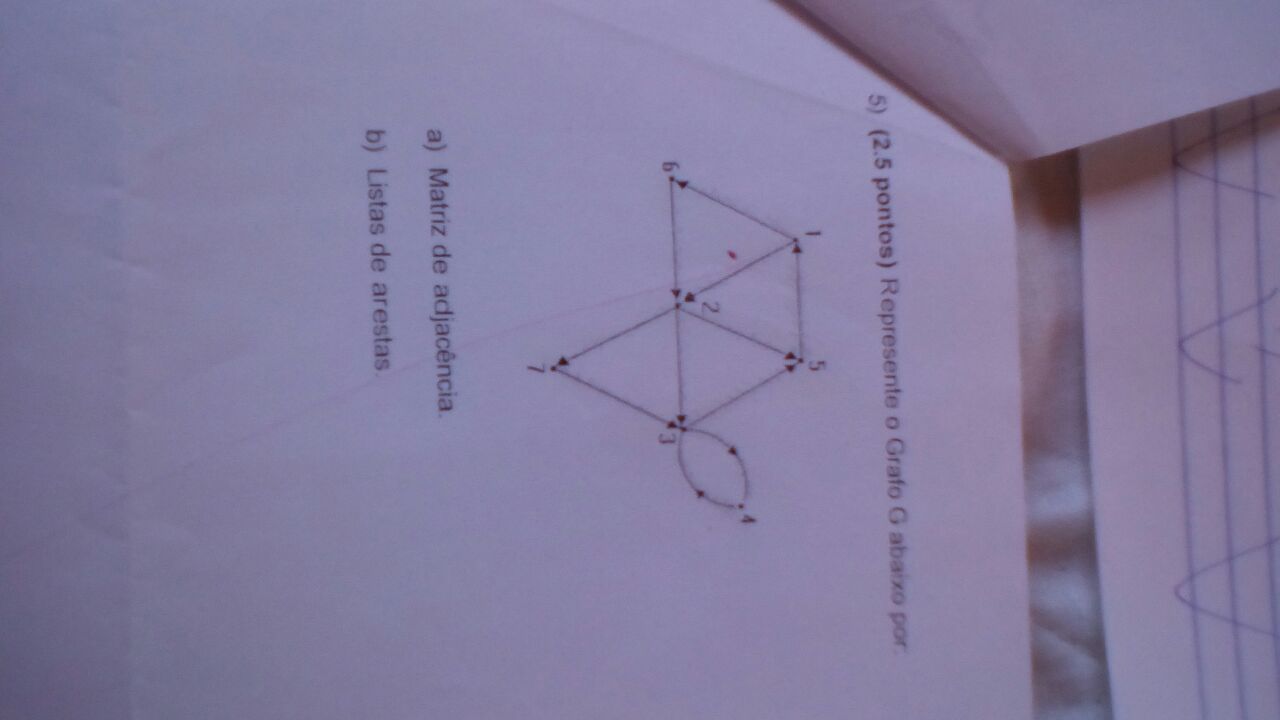 5) (2.5 pontos) Represente o Grafo G abaixo por:
1
5
4
2
6
3
7
a) Matriz de adjacência.
b) Listas de arestas.